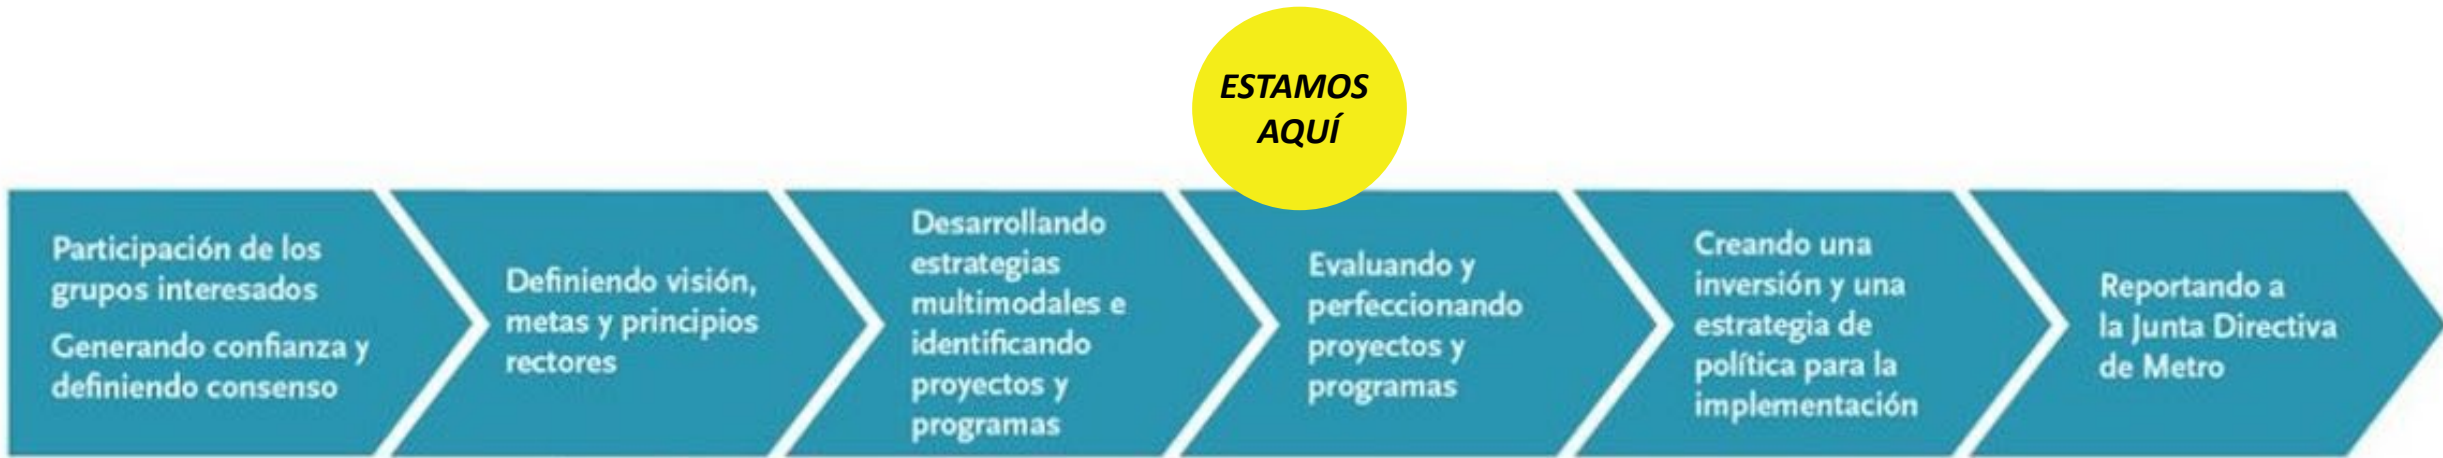 ESTAMOS
AQUÍ
Participación de los
grupos interesados
Generando confianza y
definiendo consenso
Definiendo visión,
metas y principios
rectores
Desarrollando
estrategias
multimodales e
identificando
proyectos y
programas
Evaluando y
perfeccionando
proyectos y
programas
Creando una
inversión y una
estrategia de
política para la
implementación
Reportando a
la Junta Directiva
de Metro